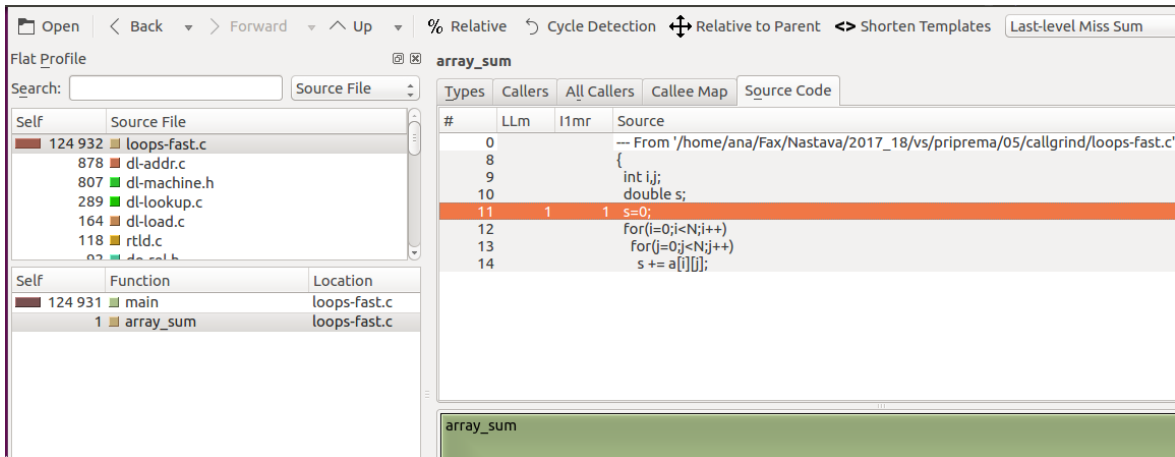 Open Back Forward Up % Relative Cycle Detection Relative to Parent <> Shorten Templates Last-level Miss Sum
Flat Profile
Search: Source File
Self Source File
124 932 loops-fast.c
878 dl-addr.c
807 dl-machine.h
289 dl-lookup.c
164 dl-load.c
118 rtld.c
Self Function Location
124 931 main loops-fast.c
1 array_sum loops-fast.c
array_sum
Types Callers All Callers Callee Map Source Code
# LLm I1mr Source
0 --- From '/home/ana/Fax/Nastava/2017_18/vs/priprema/05/callgrind/loops-fast.c'
8 {
9 int i,j;
10 double s;
11 1 1 s=0;
12 for(i=0;i<N;i++)
13 for(j=0;j<N;j++)
14 s += a[i][j];
array_sum